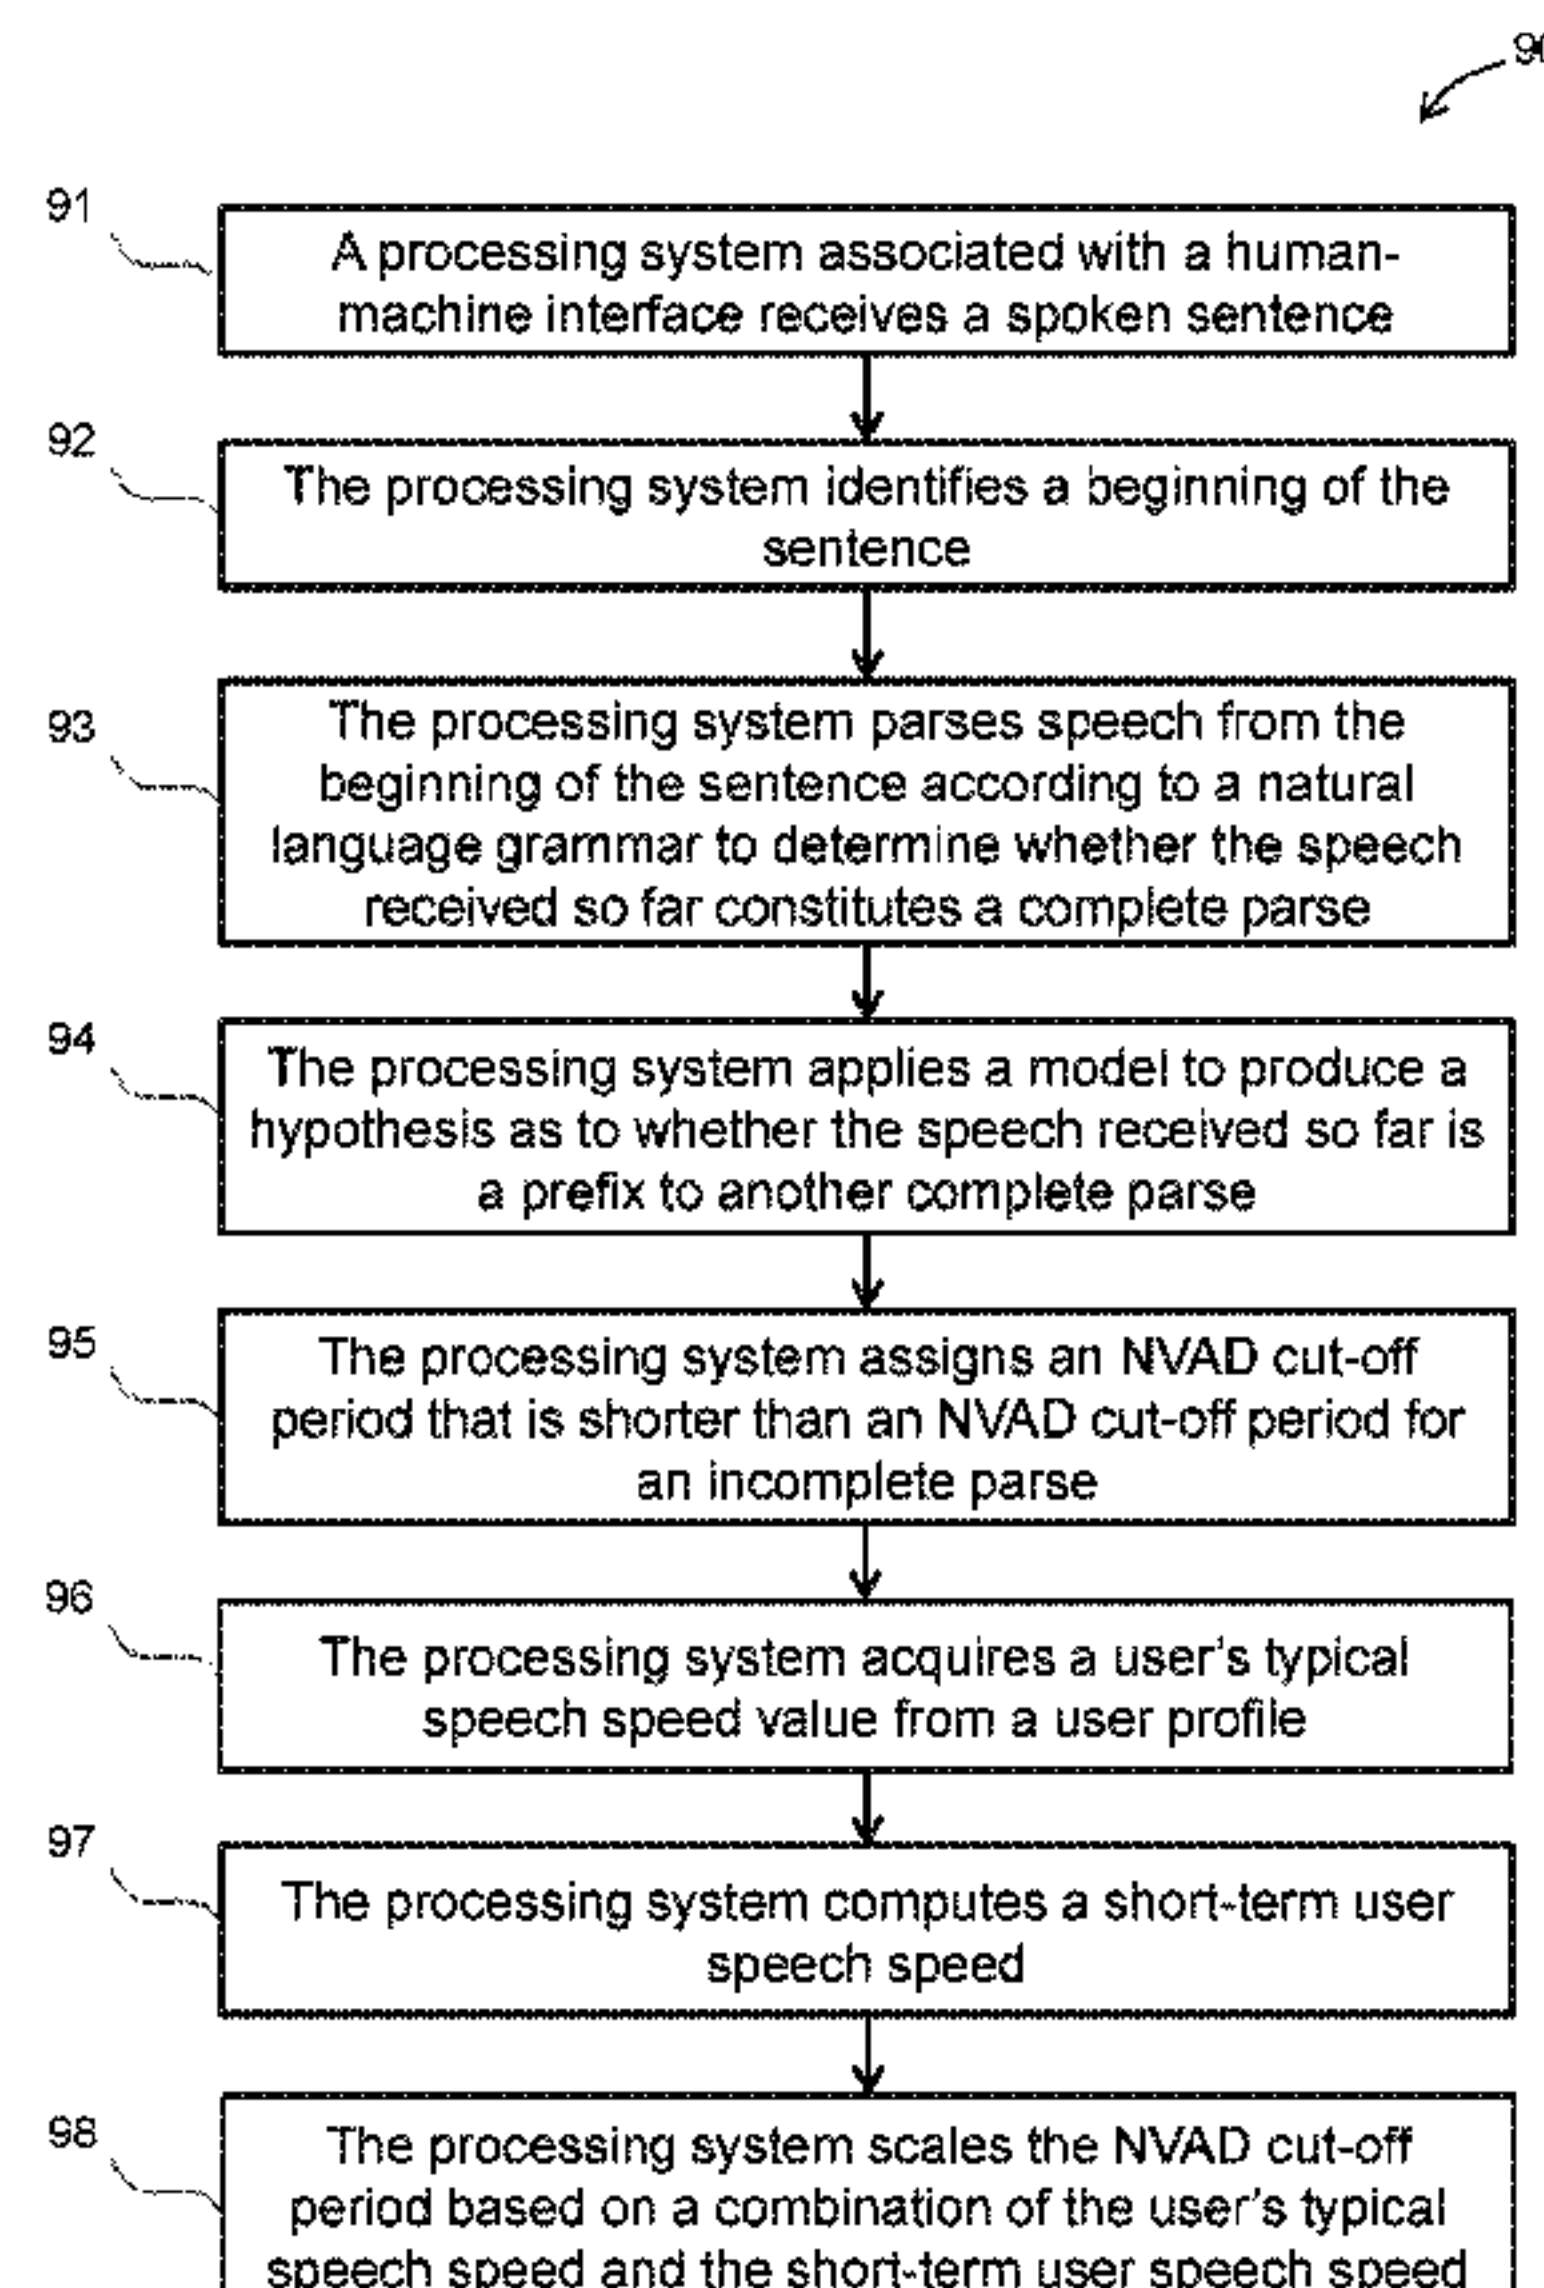 91
A processing system associated with a human-
machine interface receives a spoken sentence
92
The processing system identifies a beginning of the
sentence
93
The processing system parses speech from the
beginning of the sentence according to a natural
language grammar to determine whether the speech
received so far constitutes a complete parse
94
The processing system applies a model to produce a
hypothesis as to whether the speech received so far is
a prefix to another complete parse
95
The processing system assigns an NVAD cut-off
period that is shorter than an NVAD cut-off period for
an incomplete parse
96
The processing system acquires a user's typical
speech speed value from a user profile
97
The processing system computes a short-term user
speech speed
98
The processing system scales the NVAD cut-off
period based on a combination of the user's typical
speech speed and the short-term user speech speed